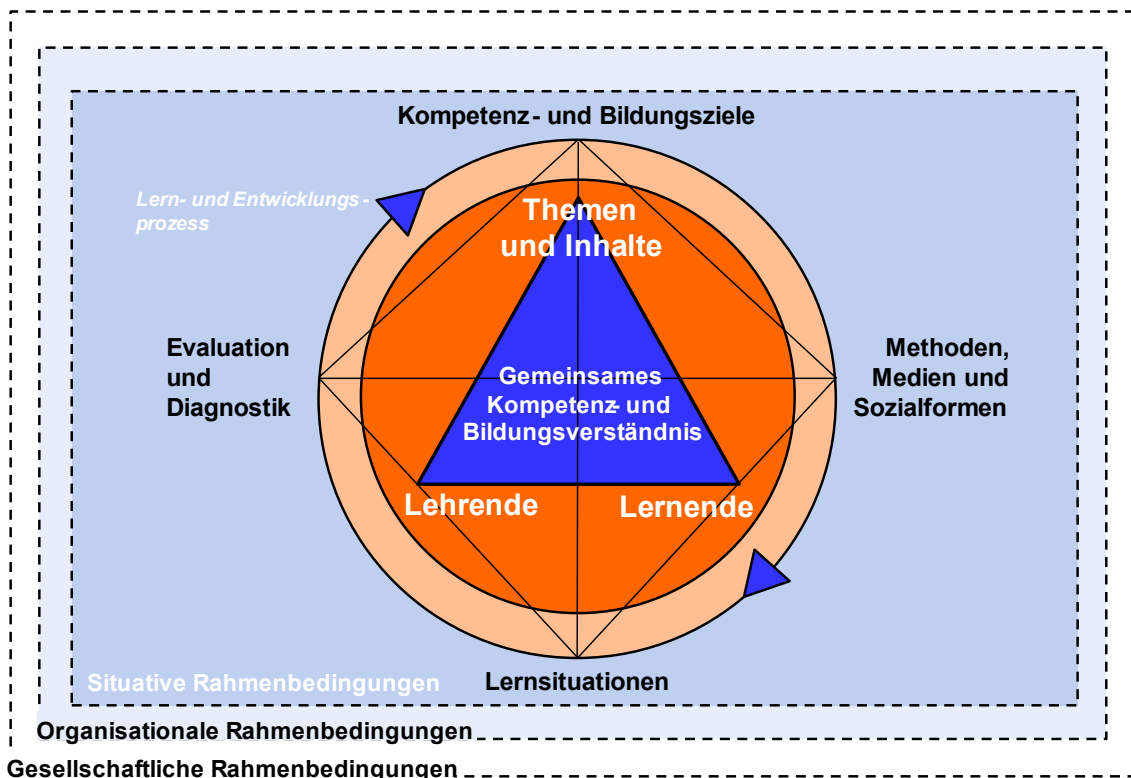 Kompetenz- und Bildungsziele
Lern- und Entwicklungs-
prozess
Themen
und Inhalte
Evaluation
und
Diagnostik
Gemeinsames
Kompetenz- und
Bildungsverständnis
Methoden,
Medien und
Sozialformen
Lehrende
Lernende
Situative Rahmenbedingungen
Lernsituationen
Organisationale Rahmenbedingungen
Gesellschaftliche Rahmenbedingungen